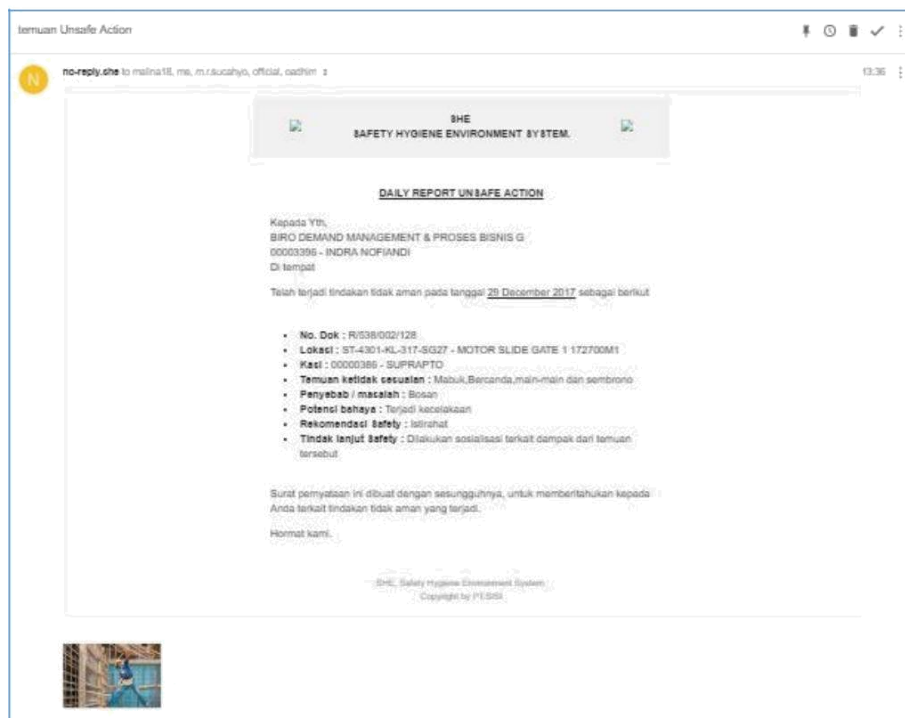 temuan Unsafe Action
N
no-reply.she to malina18, me, m.r.sucahyo, official,
13:36
SHE
SAFETY HYGIENE ENVIRONMENT SYSTEM.
DAILY REPORT UNSAFE ACTION
Kepada Yth,
BIRO DEMAND MANAGEMENT & PROSES BISNIS G
00003396 - INDRA NOFIANDI
Di tempat
Telah terjadi tindakan tidak aman pada tanggal 29 December 2017 sebagai berikut
• No. Dok : R/538/002/128
• Lokasi : ST-4301-KL-317-SG27 - MOTOR SLIDE GATE 1 172700M1
• Kasi : 00000386 - SUPRAPTO
• Temuan ketidak sesuaian : Mabuk,Bercanda,main-main dan sembrono
• Penyebab / masalah : Bosan
• Potensi bahaya : Terjadi kecelakaan
• Rekomendasi Safety : Istirahat
• Tindak lanjut Safety : Dilakukan sosialisasi terkait dampak dari temuan
tersebut
Surat pernyataan ini dibuat dengan sesungguhnya, untuk memberitahukan kepada
Anda terkait tindakan tidak aman yang terjadi.
Hormat kami.
SHE, Safety Hygiene Environment System
Copyright by